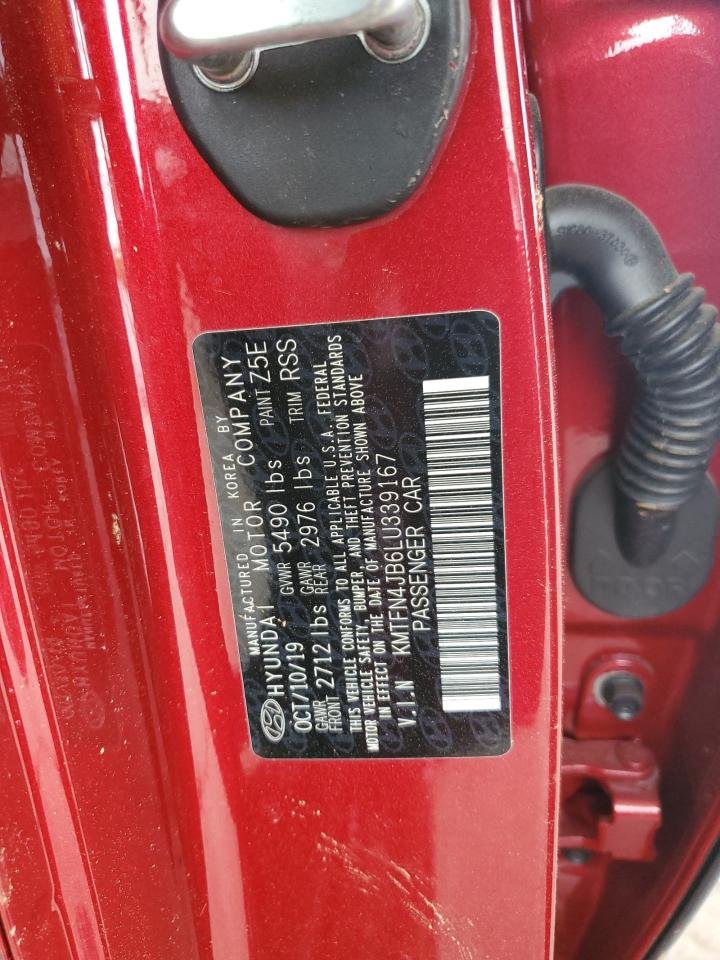 MANUFACTURED IN KOREA BY
HYUNDAI MOTOR COMPANY
OCT/10/19 GVWR 5490 lbs PAINT Z5E
GAWR FRONT 2712 lbs GAWR REAR 2976 lbs TRIM RSS
THIS VEHICLE CONFORMS TO ALL APPLICABLE U.S.A. FEDERAL
MOTOR VEHICLE SAFETY, BUMPER, AND THEFT PREVENTION STANDARDS
IN EFFECT ON THE DATE OF MANUFACTURE SHOWN ABOVE
V.I.N KMTFN4JB6LU339167
PASSENGER CAR